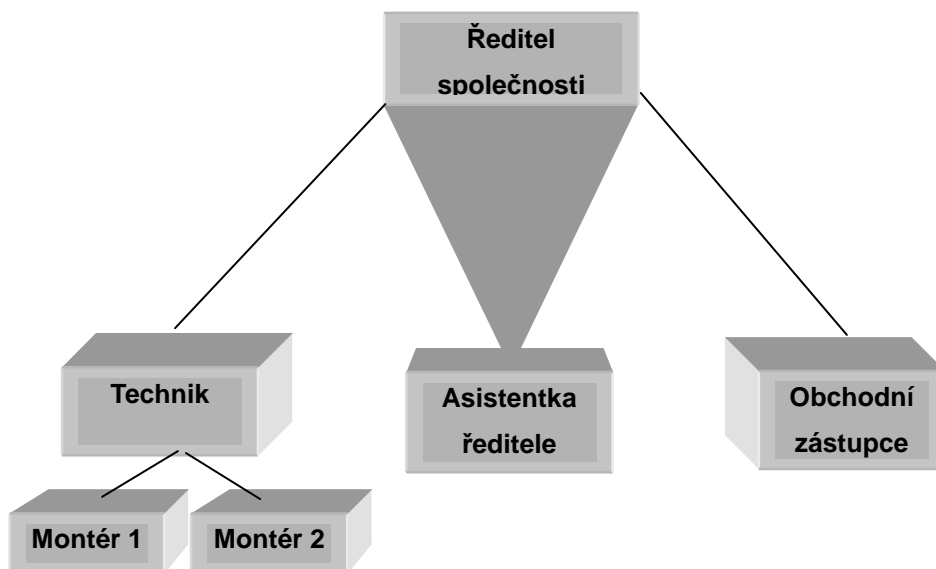 Ředitel
společnosti
Technik
Asistentka
ředitele
Obchodní
zástupce
Montér 1
Montér 2